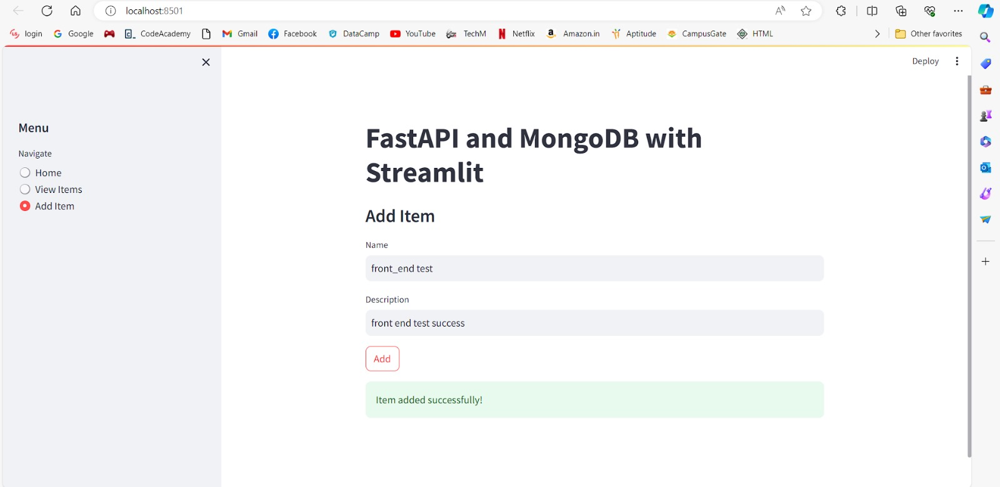 localhost:8501
login
Google
CodeAcademy
Gmail
Facebook
DataCamp
YouTube
TechM
Netflix
Amazon.in
Aptitude
CampusGate
HTML
Other favorites
Deploy
Menu
Navigate
Home
View Items
Add Item
FastAPI and MongoDB with
Streamlit
Add Item
Name
front_end test
Description
front end test success
Add
Item added successfully!